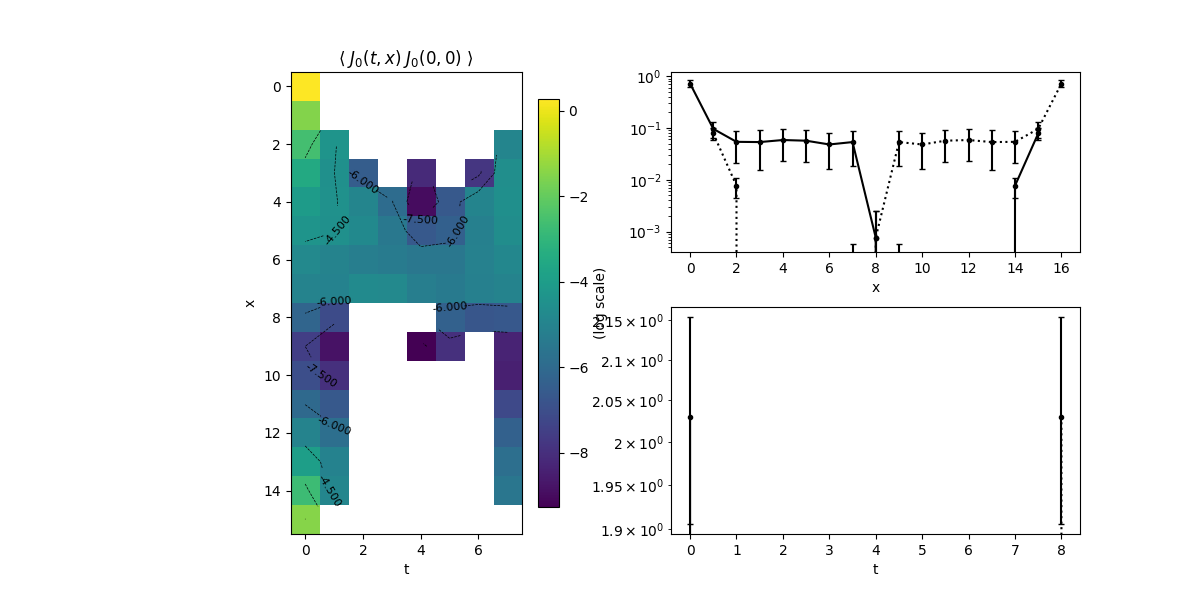 ⟨ J₀(t, x) J₀(0, 0) ⟩
0
2
4
6
8
10
12
14
x
0 2 4 6
t
-6.000
-7.500
-4.500
-6.000
-6.000
-6.000
-7.500
-6.000
-4.500
0
−2
−4
−6
−8
(log scale)
10⁰
10⁻¹
10⁻²
10⁻³
0 2 4 6 8 10 12 14 16
x
2.15 × 10⁰
2.1 × 10⁰
2.05 × 10⁰
2 × 10⁰
1.95 × 10⁰
1.9 × 10⁰
0 1 2 3 4 5 6 7 8
t